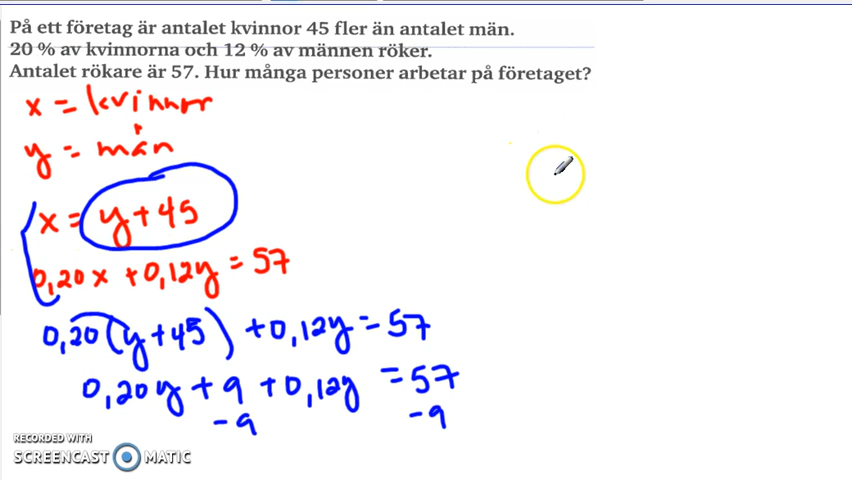 På ett företag är antalet kvinnor 45 fler än antalet män.
20 % av kvinnorna och 12 % av männen röker.
Antalet rökare är 57. Hur många personer arbetar på företaget?
x = kvinnor
y = män
x = y+45
0,20x +0,12y = 57
0,20(y+45) +0,12y = 57
0,20y + 9 + 0,12y = 57
-9 -9
RECORDED WITH
SCREENCAST MATIC